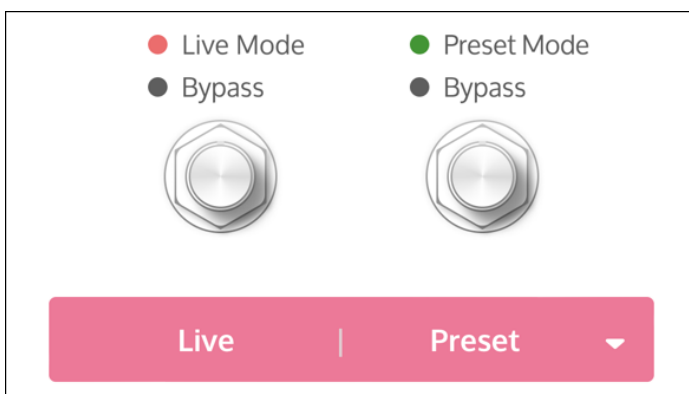 Live Mode
Preset Mode
Bypass
Bypass
Live | Preset